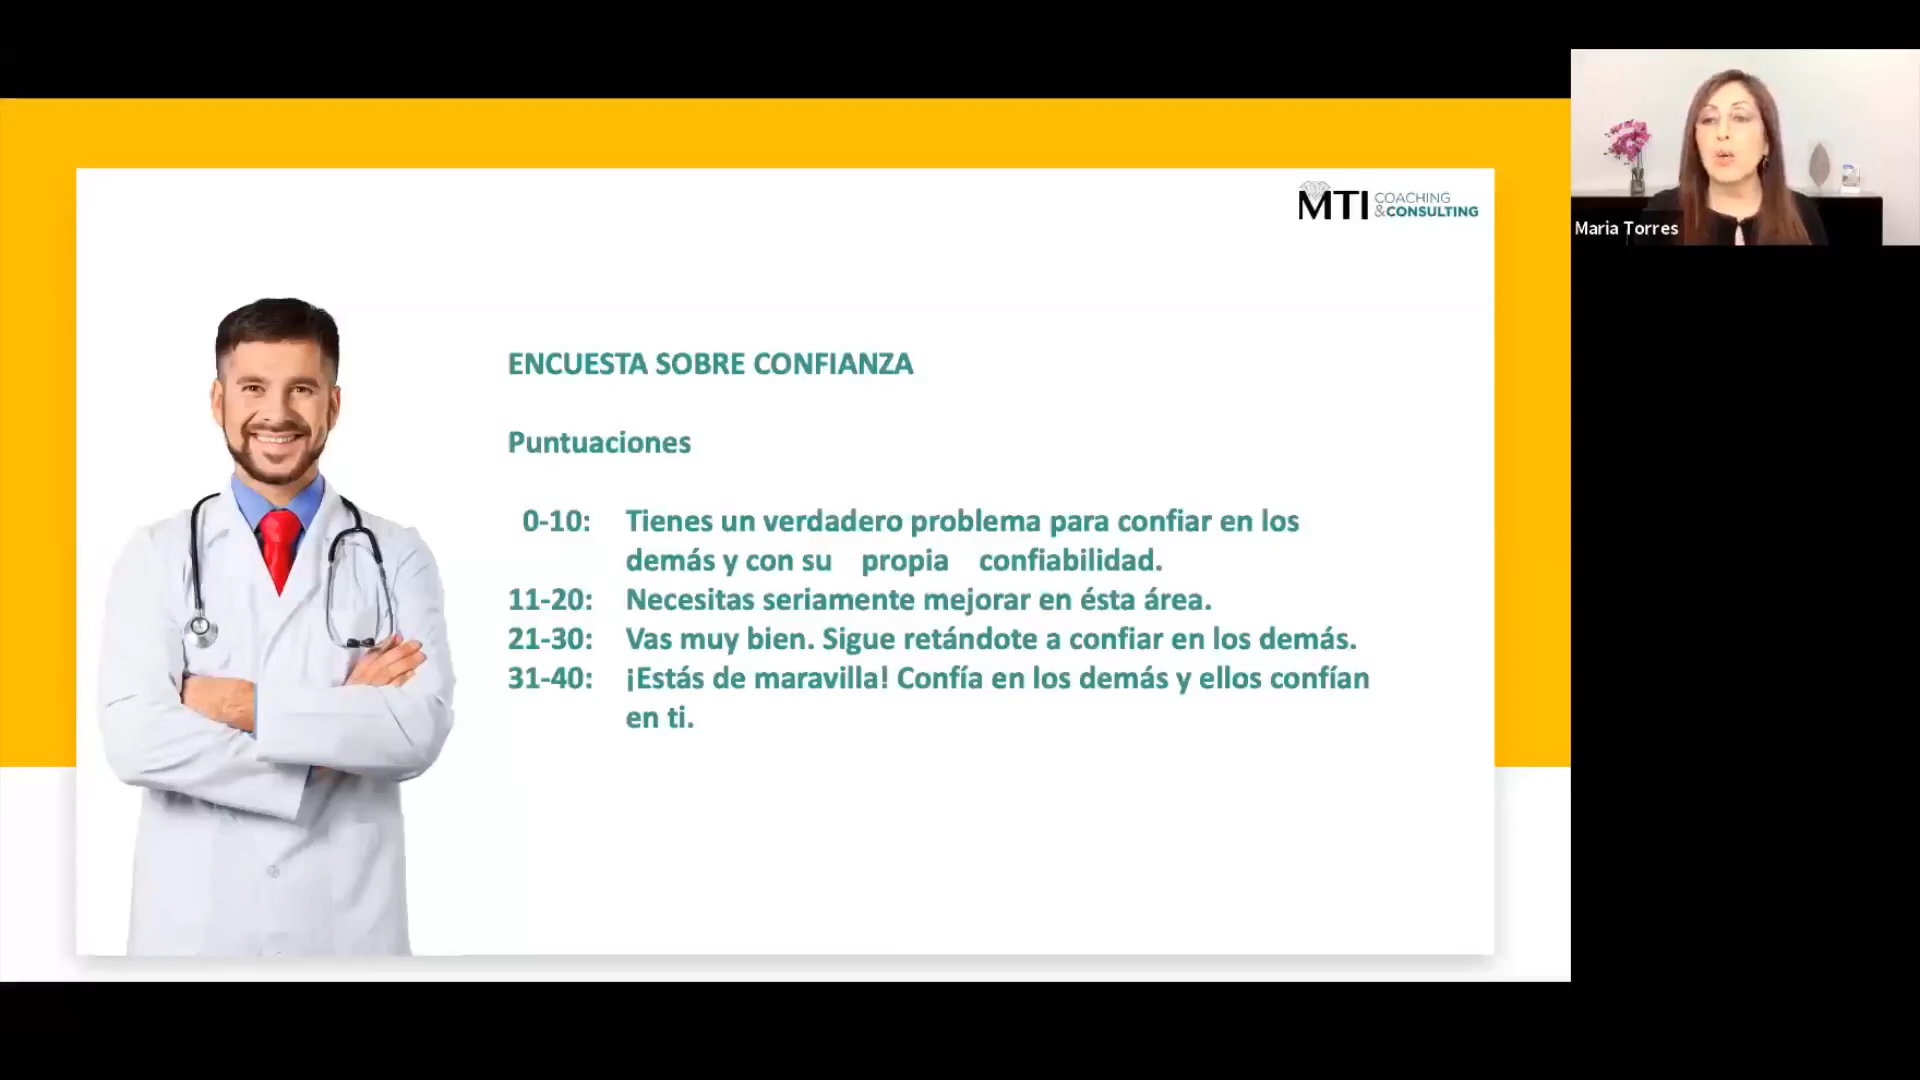 MTI COACHING
&CONSULTING
Maria Torres
ENCUESTA SOBRE CONFIANZA
Puntuaciones
0-10: Tienes un verdadero problema para confiar en los
demás y con su propia confiabilidad.
11-20: Necesitas seriamente mejorar en ésta área.
21-30: Vas muy bien. Sigue retándote a confiar en los demás.
31-40: ¡Estás de maravilla! Confía en los demás y ellos confían
en ti.